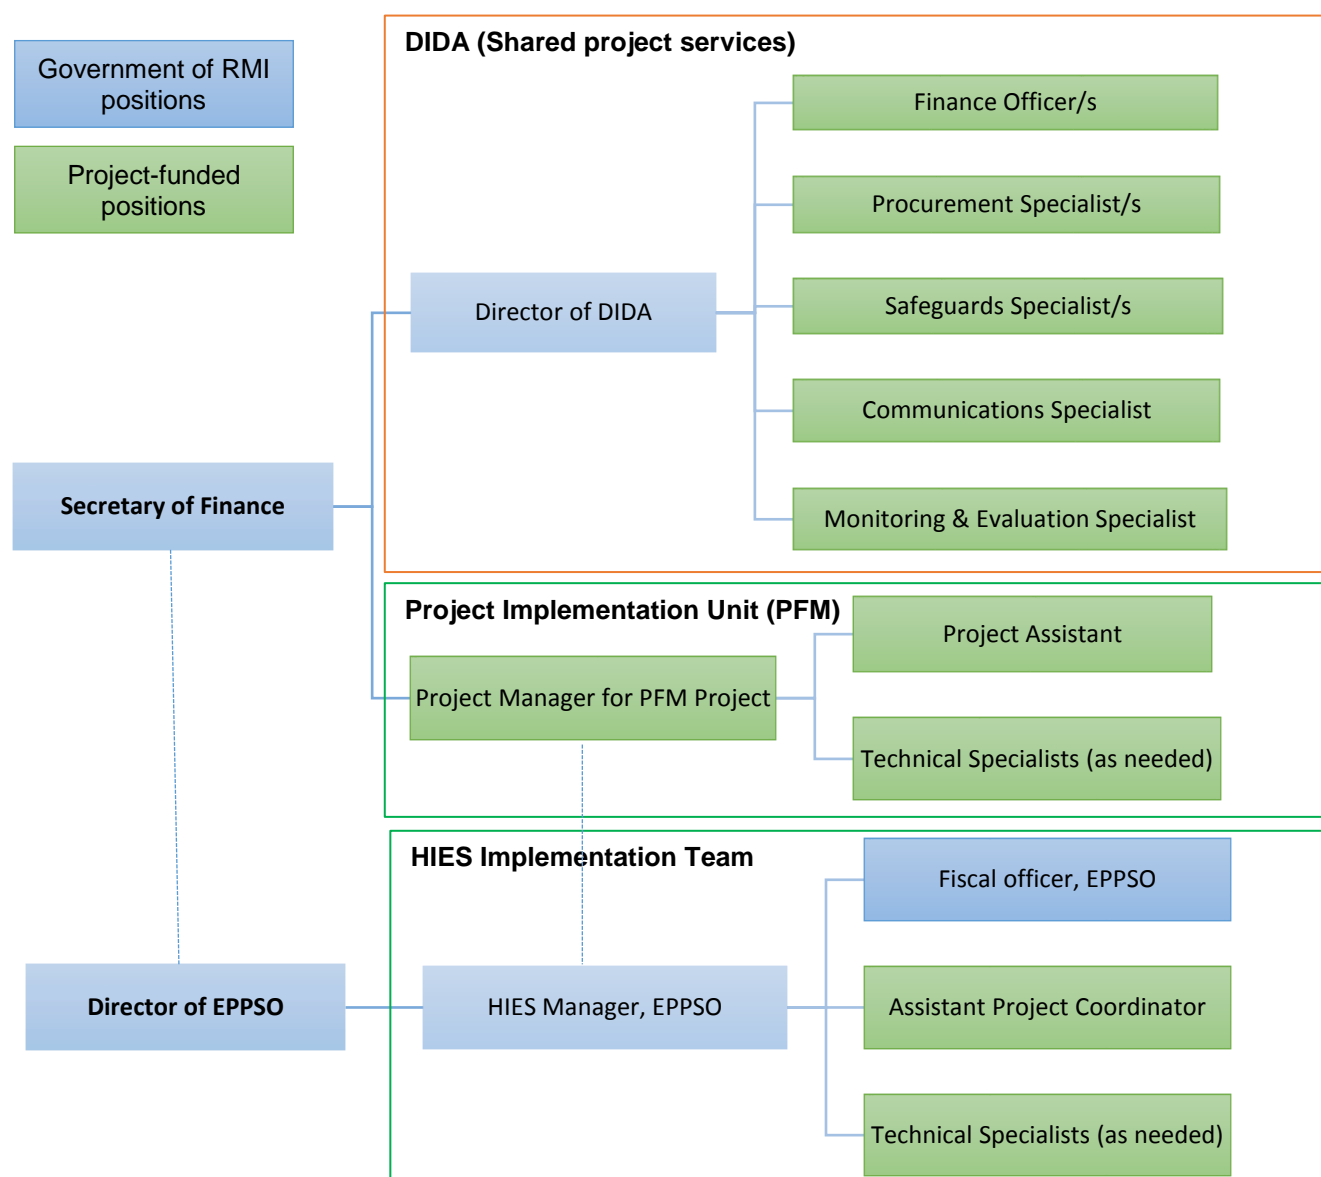 Government of RMI
positions
Project-funded
positions
DIDA (Shared project services)
Finance Officer/s
Procurement Specialist/s
Director of DIDA
Safeguards Specialist/s
Communications Specialist
Secretary of Finance
Monitoring & Evaluation Specialist
Project Implementation Unit (PFM)
Project Assistant
Project Manager for PFM Project
Technical Specialists (as needed)
HIES Implementation Team
Fiscal officer, EPPSO
Director of EPPSO
HIES Manager, EPPSO
Assistant Project Coordinator
Technical Specialists (as needed)